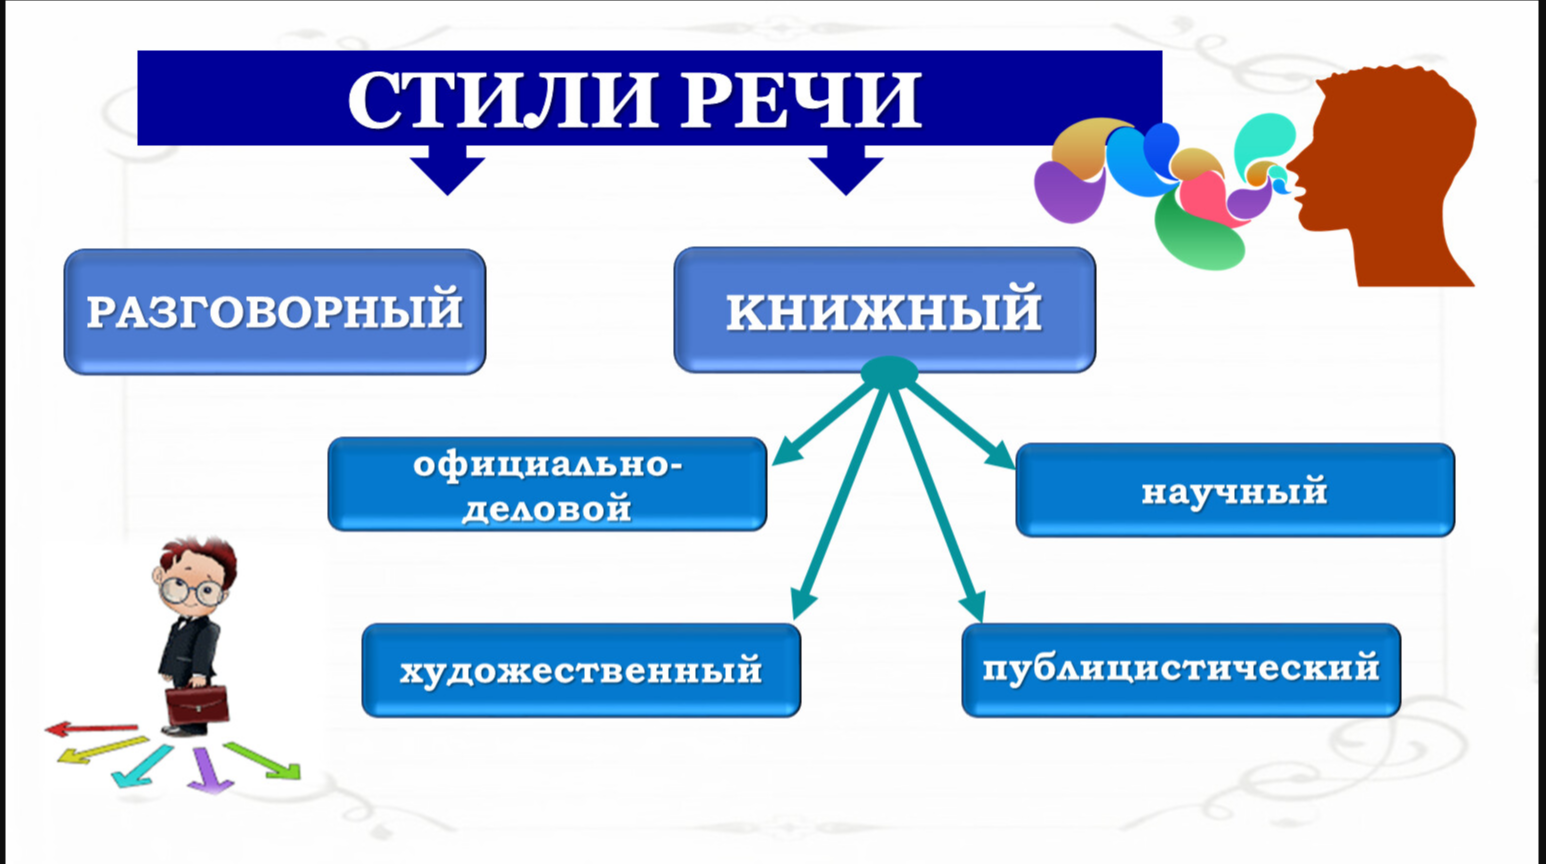 СТИЛИ РЕЧИ
РАЗГОВОРНЫЙ
КНИЖНЫЙ
официально-
деловой
научный
художественный
публицистический